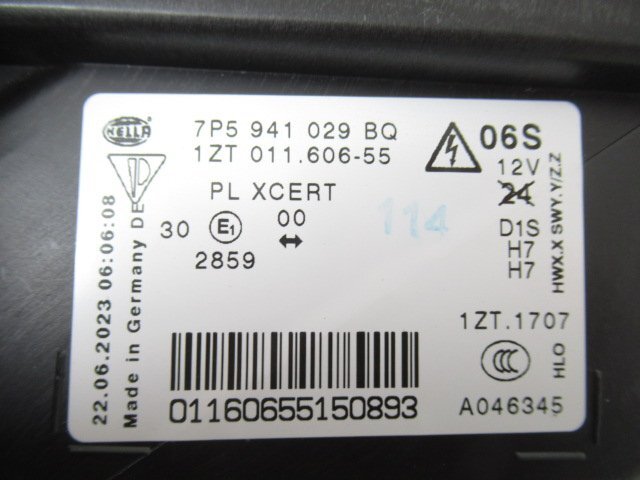 HELLA
7P5 941 029 BQ
1ZT 011.606-55
PL XCERT
30 E1 00
2859
114
06S
12V
24
D1S
H7
H7
HWX.X SWY.Y/Z.Z
22.06.2023 06:06:08
Made in Germany DE
1ZT.1707
CCC
HLO
01160655150893
A046345